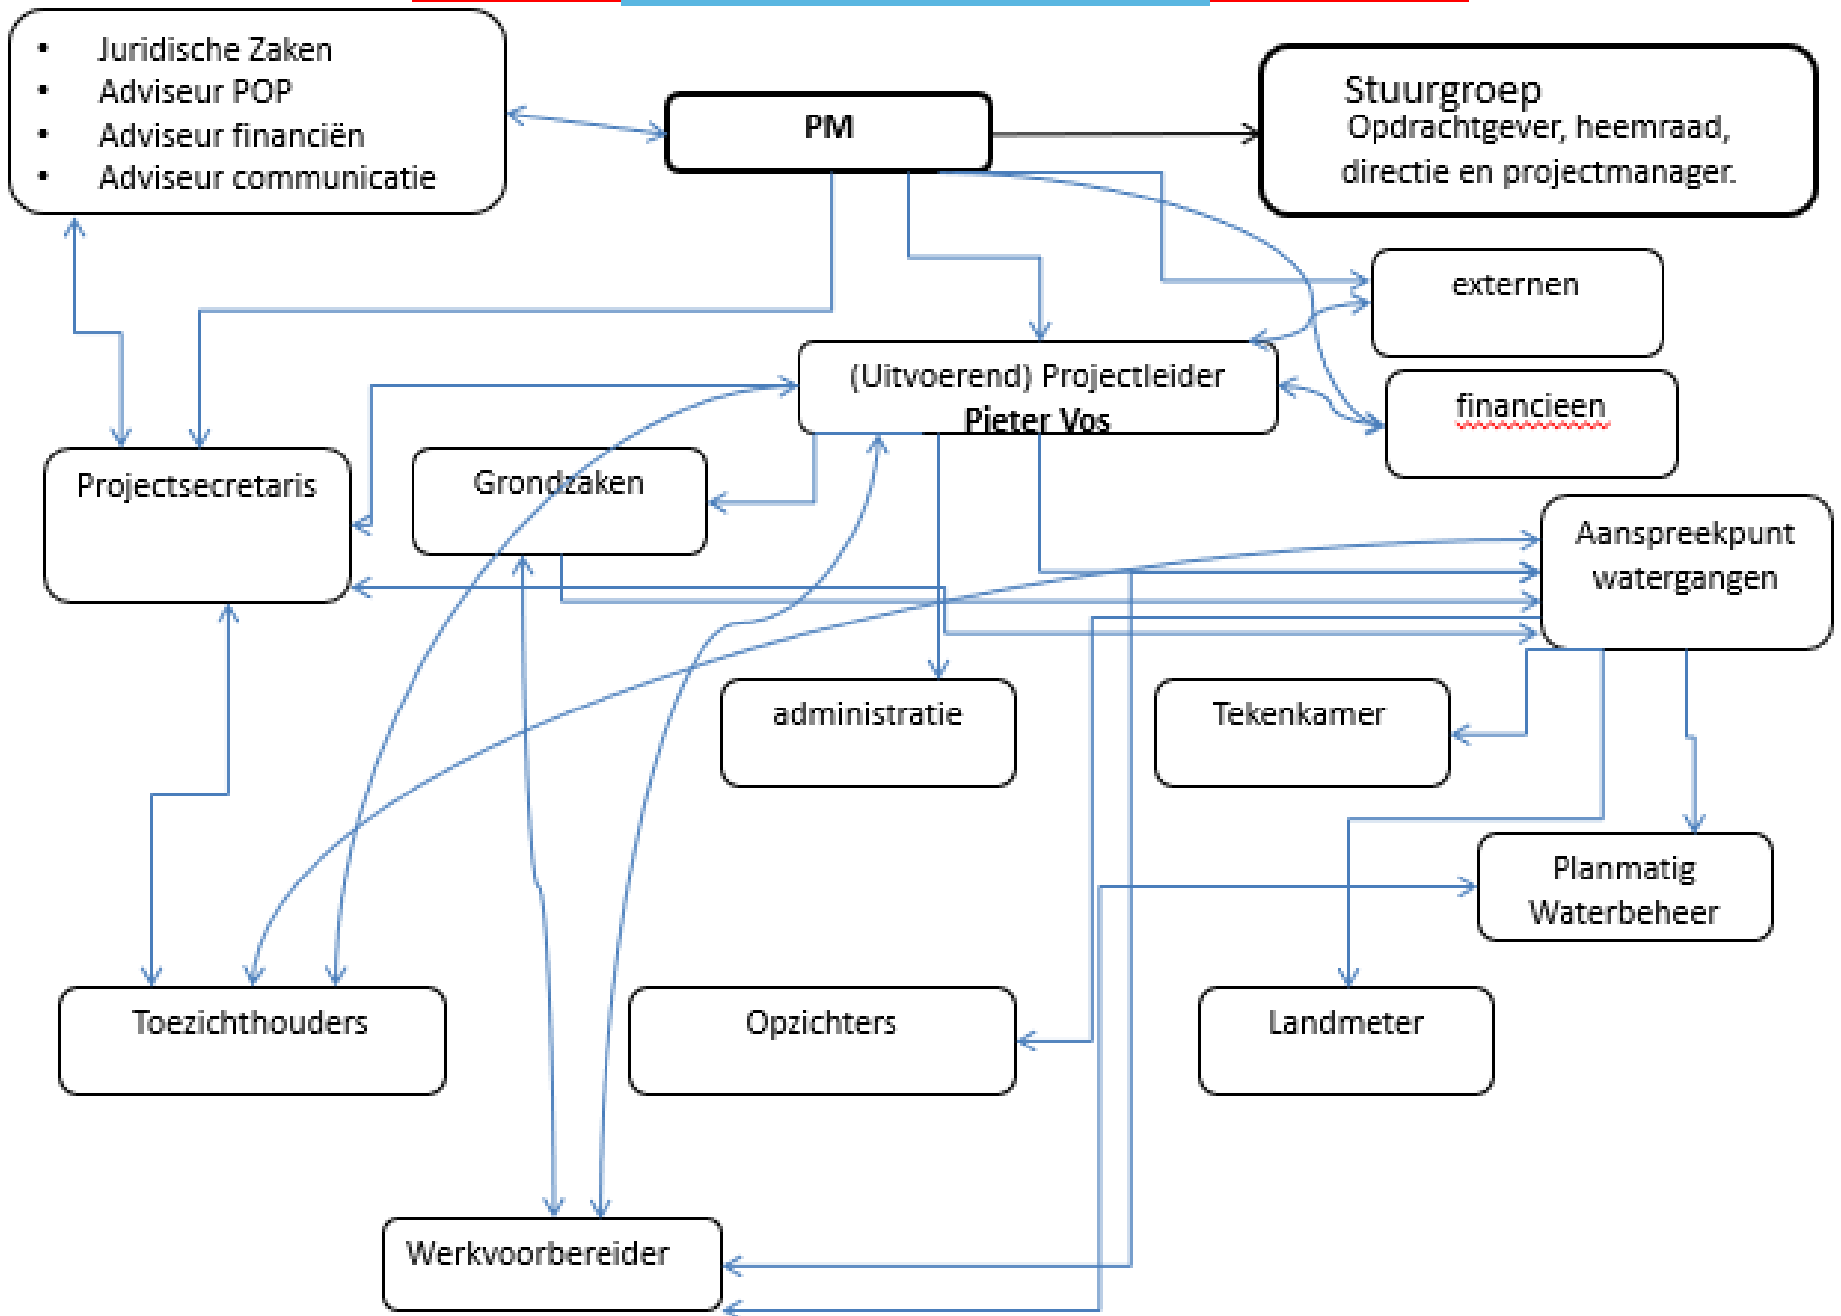 • Juridische Zaken
• Adviseur POP
• Adviseur financiën
• Adviseur communicatie
PM
Stuurgroep
Opdrachtgever, heemraad,
directie en projectmanager.
externen
(Uitvoerend) Projectleider
Pieter Vos
financieen
Projectsecretaris
Grondzaken
Aanspreekpunt
watergangen
administratie
Tekenkamer
Planmatig
Waterbeheer
Toezichthouders
Opzichters
Landmeter
Werkvoorbereider